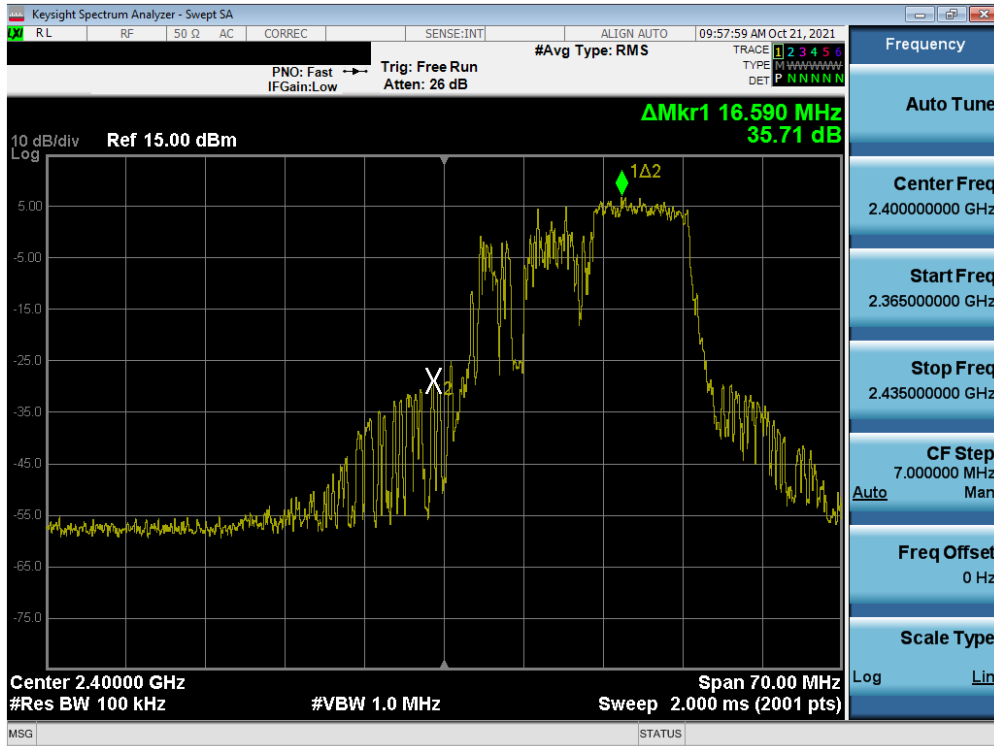 Keysight Spectrum Analyzer - Swept SA
LXI RL RF 50 Ω AC CORREC SENSE:INT ALIGN AUTO 09:57:59 AM Oct 21, 2021
PNO: Fast
IFGain:Low
Trig: Free Run
Atten: 26 dB
#Avg Type: RMS
TRACE 1 2 3 4 5 6
TYPE M WWWWW
DET P N N N N N
ΔMkr1 16.590 MHz
35.71 dB
10 dB/div
Log
Ref 15.00 dBm
1Δ2
5.00
-5.00
-15.0
-25.0
X2
-35.0
-45.0
-55.0
-65.0
-75.0
Center 2.40000 GHz
#Res BW 100 kHz
#VBW 1.0 MHz
Span 70.00 MHz
Sweep 2.000 ms (2001 pts)
MSG
STATUS
Frequency
Auto Tune
Center Freq
2.400000000 GHz
Start Freq
2.365000000 GHz
Stop Freq
2.435000000 GHz
CF Step
7.000000 MHz
Auto Man
Freq Offset
0 Hz
Scale Type
Log Lin